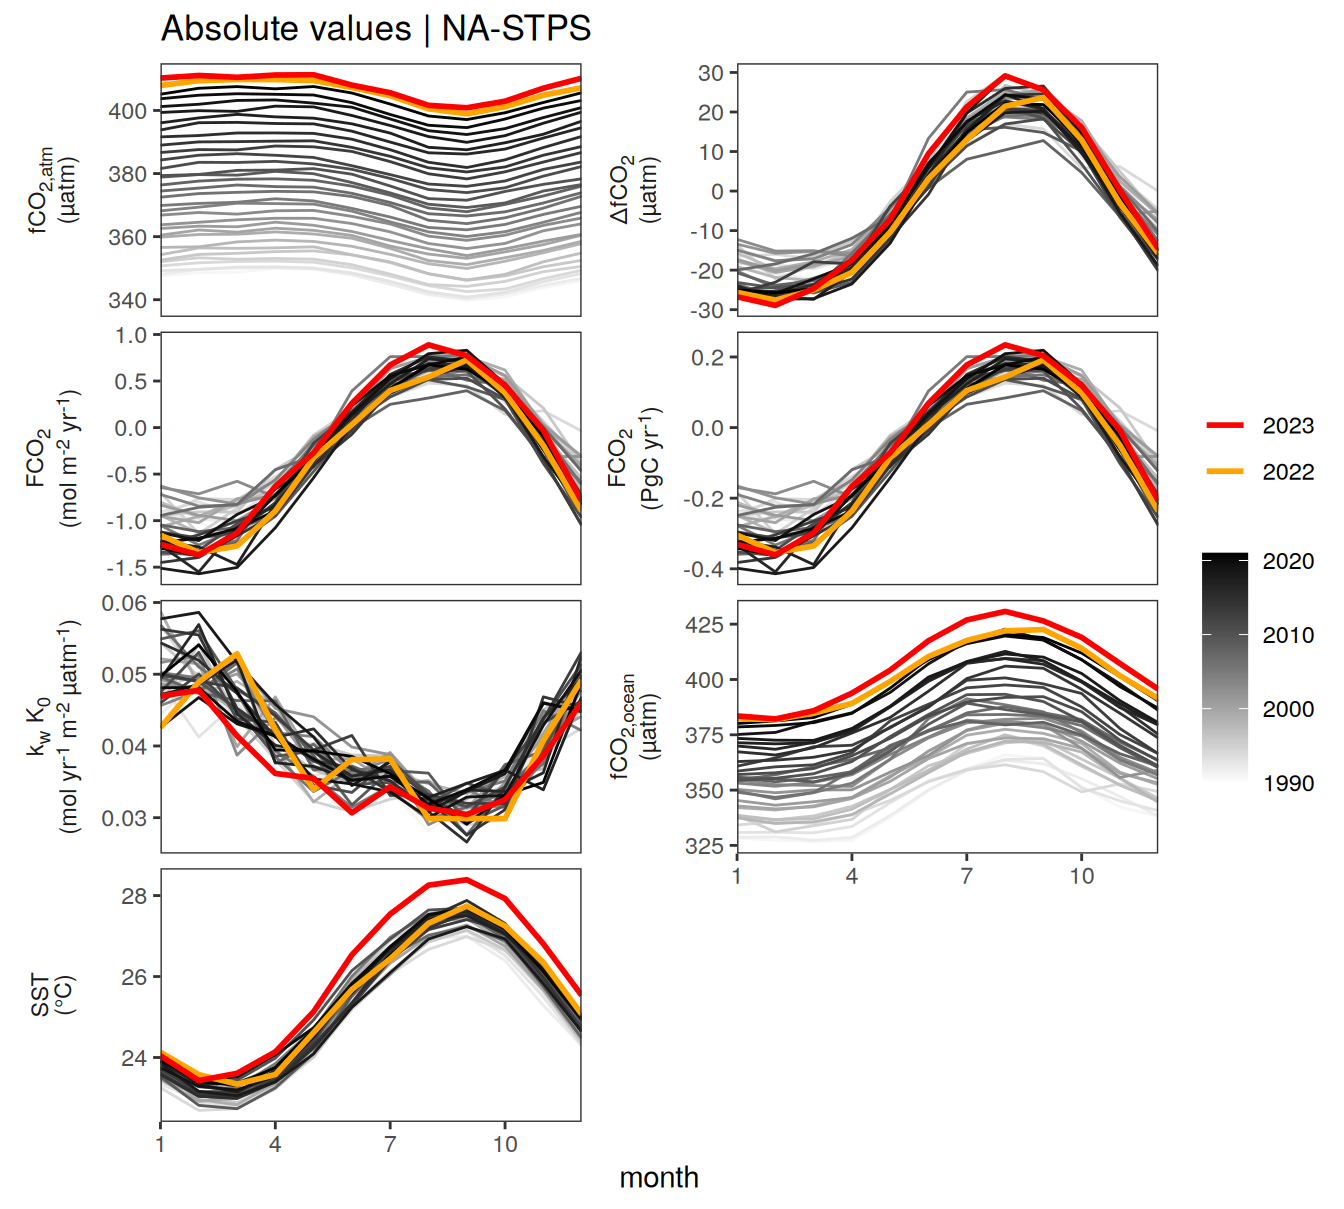 Absolute values | NA-STPS
fCO2,atm
(µatm)
400
380
360
340
ΔfCO2
(µatm)
30
20
10
0
-10
-20
-30
FCO2
(mol m-2 yr-1)
1.0
0.5
0.0
-0.5
-1.0
-1.5
FCO2
(PgC yr-1)
0.2
0.0
-0.2
-0.4
kw K0
(mol yr-1 m-2 µatm-1)
0.06
0.05
0.04
0.03
fCO2,ocean
(µatm)
425
400
375
350
325
1 4 7 10
SST
(°C)
28
26
24
1 4 7 10
month
2023
2022
2020
2010
2000
1990